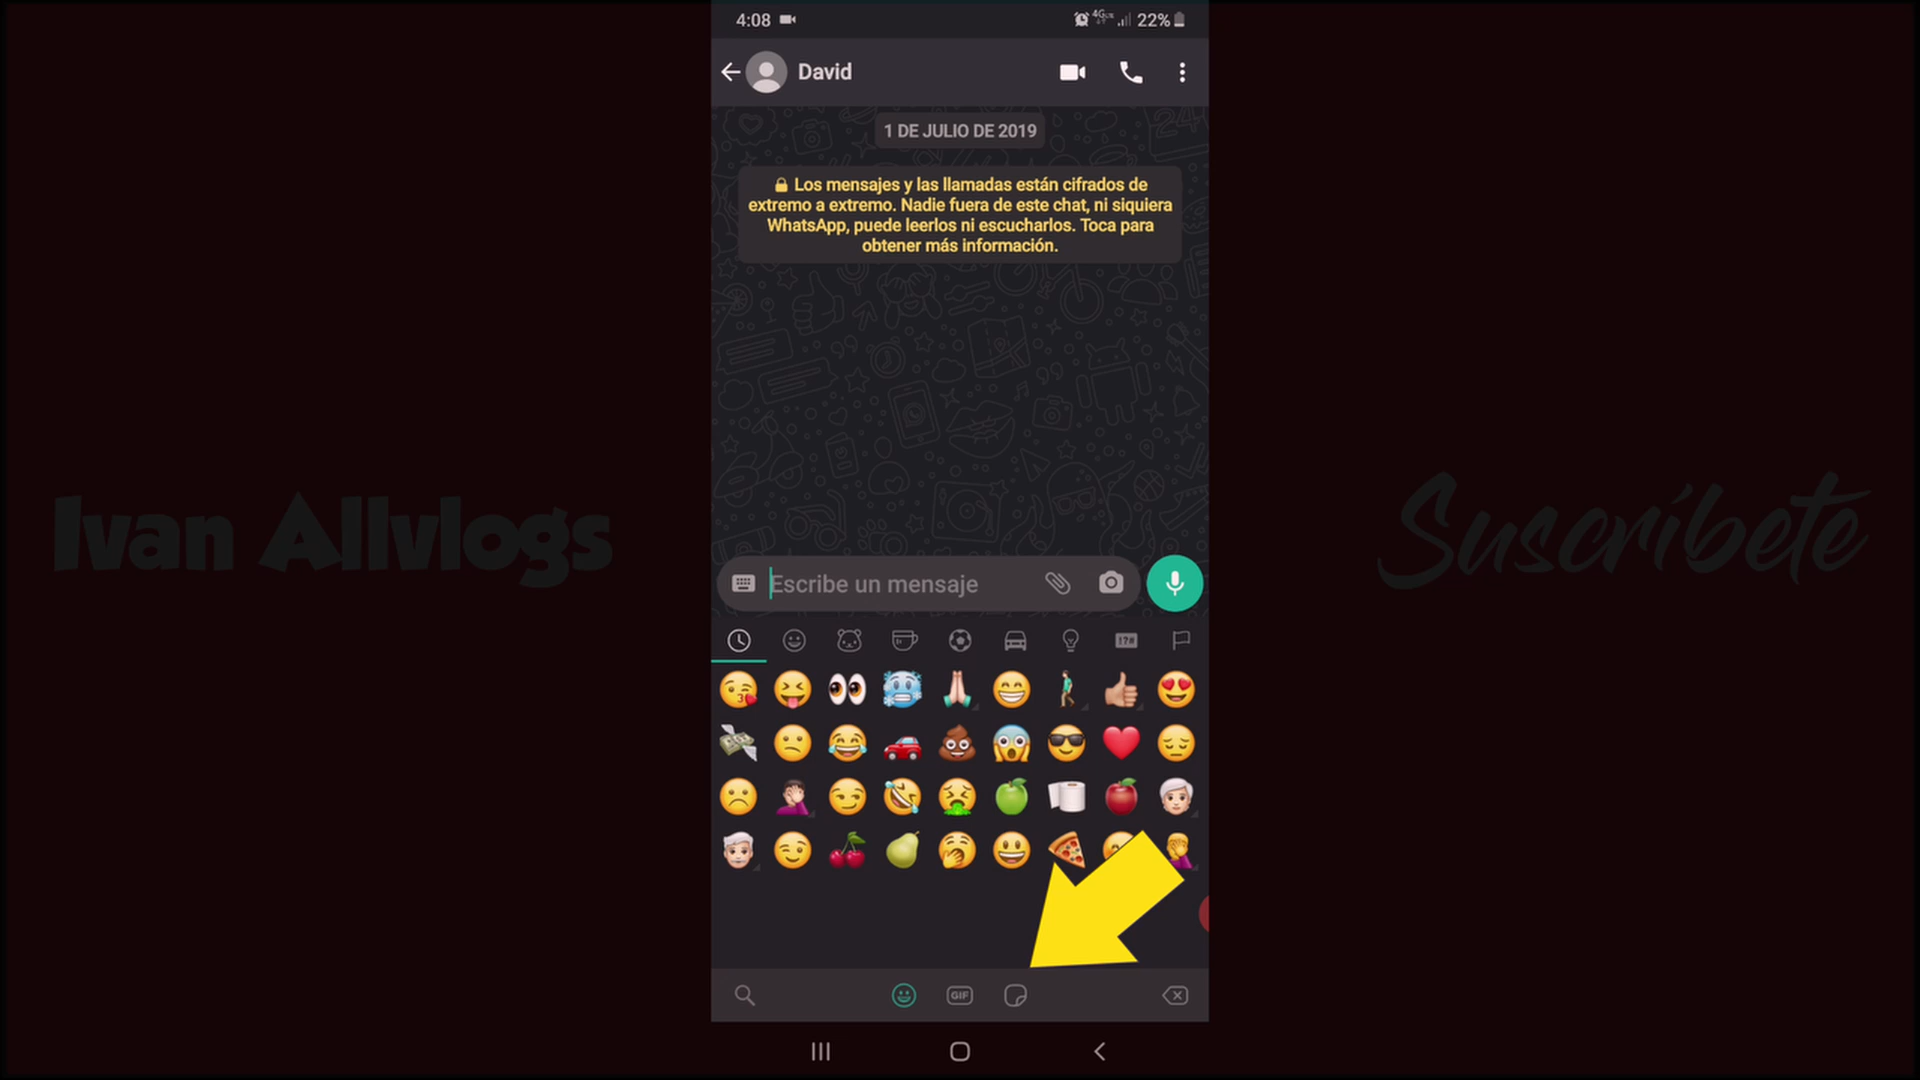 4:08
4G LTE
22%
David
1 DE JULIO DE 2019
Los mensajes y las llamadas están cifrados de
extremo a extremo. Nadie fuera de este chat, ni siquiera
WhatsApp, puede leerlos ni escucharlos. Toca para
obtener más información.
Ivan Allvlogs
Suscríbete
Escribe un mensaje
!?#
GIF